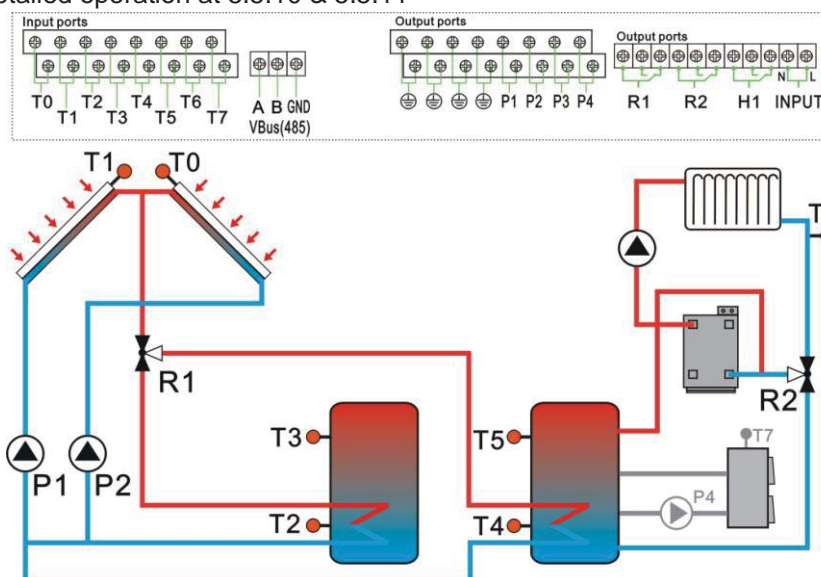 Input ports
Output ports
Output ports
T0 T2 T4 T6
T1 T3 T5 T7
A B GND
VBus(485)
P1 P2 P3 P4
N L
R1 R2 H1 INPUT
T1 T0
T
R1
R2
T3
T5
T7
P1 P2
P4
T2
T4